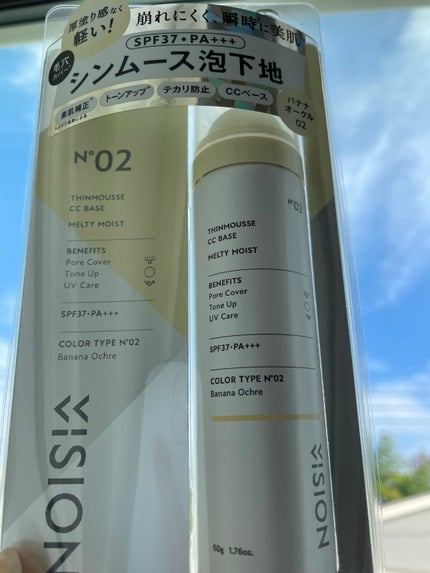 厚塗り感なく
軽い!
崩れにくく、瞬時に美肌
SPF37・PA+++
毛穴
カバー
シンムース泡下地
素肌補正*
トーンアップ*
テカリ防止
CCベース
バナナ
オークル
02
N°02
THINMOUSSE
CC BASE
MELTY MOIST
BENEFITS
Pore Cover
Tone Up
UV Care
SPF37・PA+++
COLOR TYPE N°02
Banana Ochre
VISION
N°02
THINMOUSSE
CC BASE
MELTY MOIST
BENEFITS
Pore Cover
Tone Up
UV Care
SPF37・PA+++
COLOR TYPE N°02
Banana Ochre
VISION
50g 1.76oz.